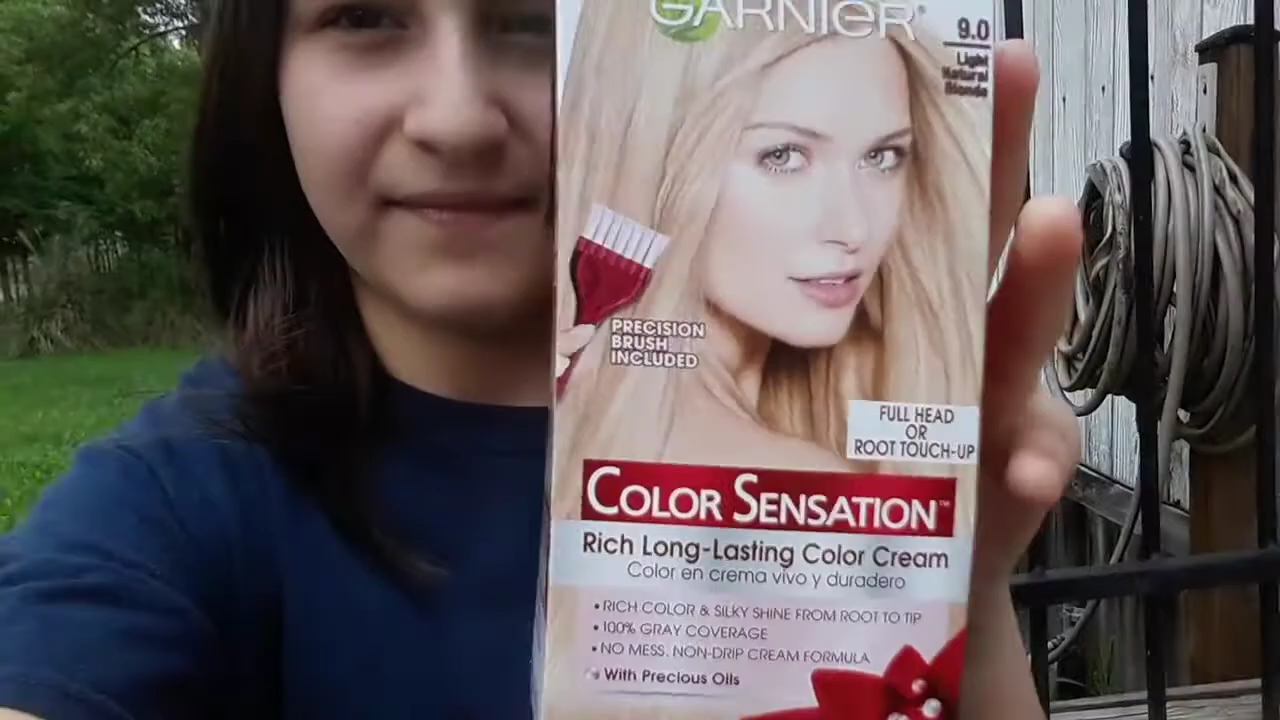 GARNIER
9.0
Light
Natural
Blonde
PRECISION
BRUSH
INCLUDED
FULL HEAD
OR
ROOT TOUCH-UP
COLOR SENSATION™
Rich Long-Lasting Color Cream
Color en crema vivo y duradero
• RICH COLOR & SILKY SHINE FROM ROOT TO TIP
• 100% GRAY COVERAGE
• NO MESS, NON-DRIP CREAM FORMULA
With Precious Oils